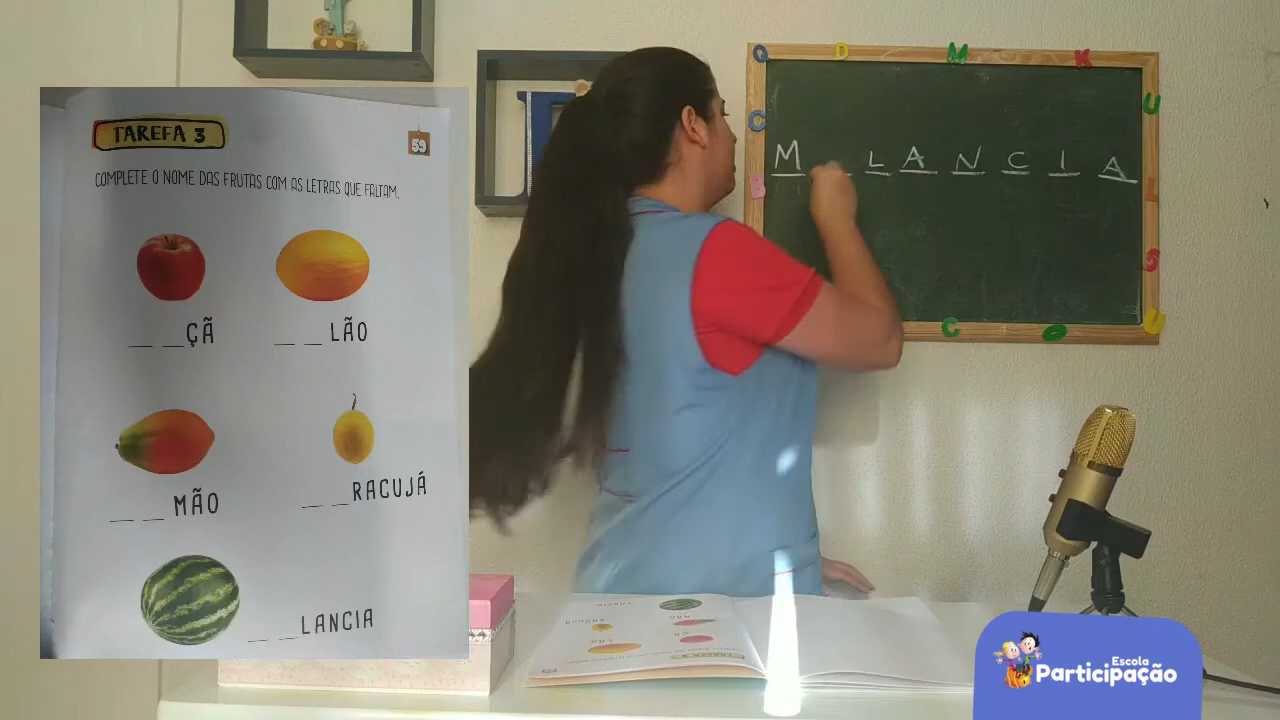 TAREFA 3
59
COMPLETE O NOME DAS FRUTAS COM AS LETRAS QUE FALTAM.
_ _ ÇÃ
_ _ LÃO
_ _ MÃO
_ _ RACUJÁ
_ _ LANCIA
M _ L A N C I A
Escola
Participação